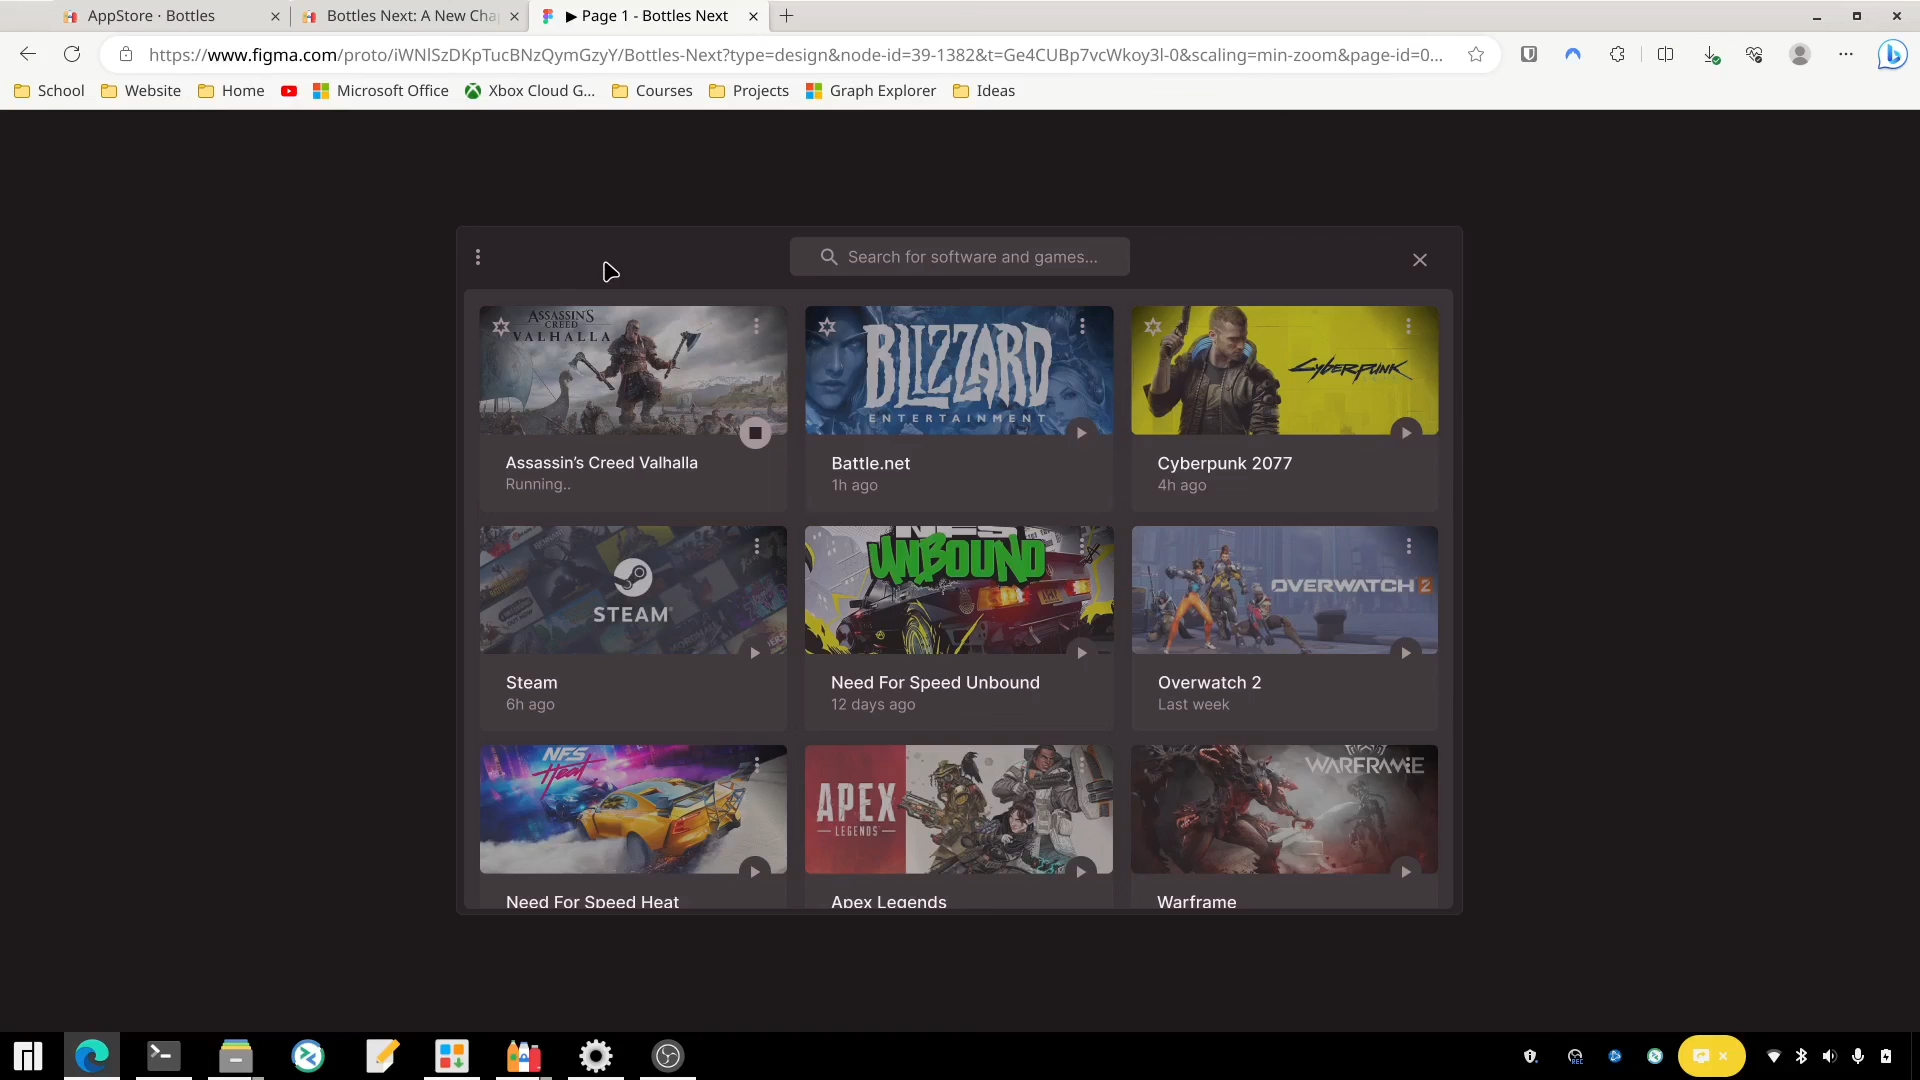 AppStore · Bottles
Bottles Next: A New Cha
▶ Page 1 - Bottles Next
https://www.figma.com/proto/iWNlSzDKpTucBNzQymGzyY/Bottles-Next?type=design&node-id=39-1382&t=Ge4CUBp7vcWkoy3l-0&scaling=min-zoom&page-id=0...
School
Website
Home
Microsoft Office
Xbox Cloud G...
Courses
Projects
Graph Explorer
Ideas
Search for software and games...
ASSASSIN'S
CREED
VALHALLA
BLIZZARD
ENTERTAINMENT
CYBERPUNK
Assassin's Creed Valhalla
Running..
Battle.net
1h ago
Cyberpunk 2077
4h ago
STEAM
NFS
UNBOUND
OVERWATCH 2
Steam
6h ago
Need For Speed Unbound
12 days ago
Overwatch 2
Last week
NFS
Heat
APEX
LEGENDS
WARFRAME
Need For Speed Heat
Apex Legends
Warframe
REC